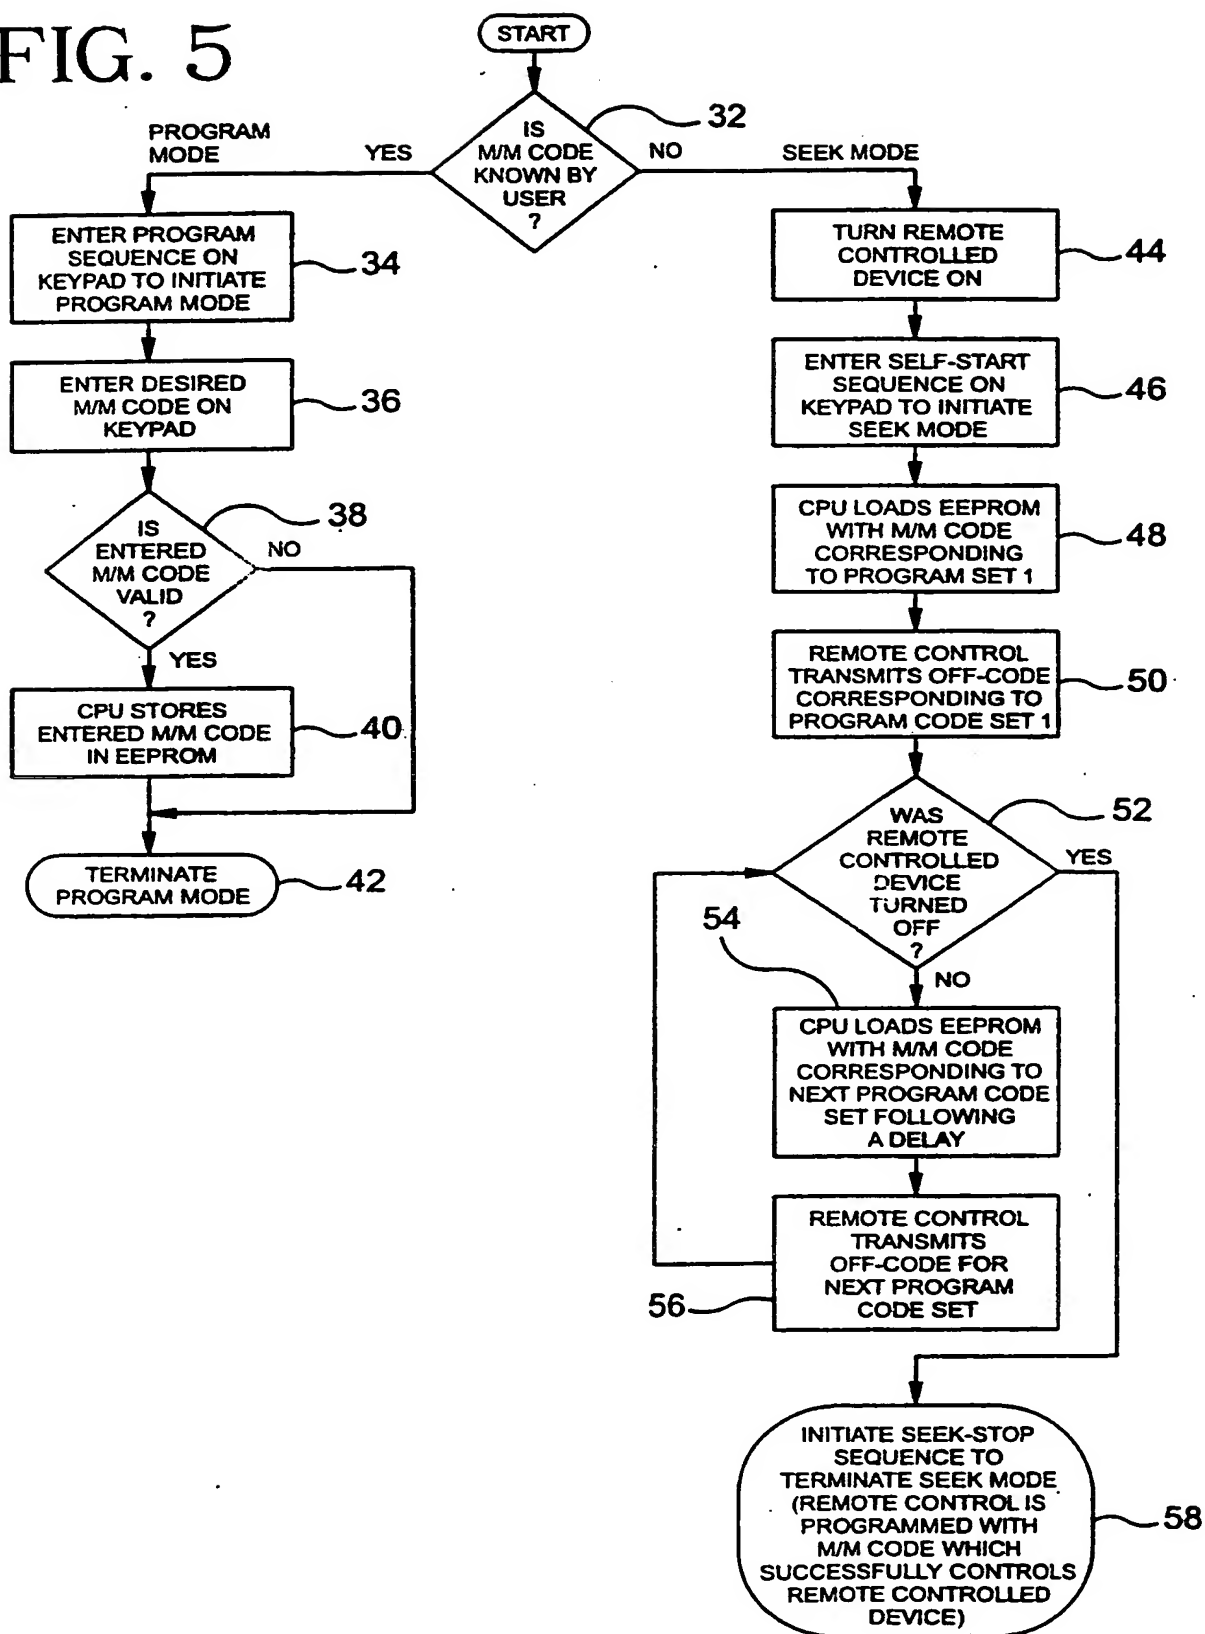 FIG. 5
START
IS
M/M CODE
KNOWN BY
USER
?
32
PROGRAM
MODE
YES
NO
SEEK MODE
ENTER PROGRAM
SEQUENCE ON
KEYPAD TO INITIATE
PROGRAM MODE
34
ENTER DESIRED
M/M CODE ON
KEYPAD
36
IS
ENTERED
M/M CODE
VALID
?
38
NO
YES
CPU STORES
ENTERED M/M CODE
IN EEPROM
40
TERMINATE
PROGRAM MODE
42
TURN REMOTE
CONTROLLED
DEVICE ON
44
ENTER SELF-START
SEQUENCE ON
KEYPAD TO INITIATE
SEEK MODE
46
CPU LOADS EEPROM
WITH M/M CODE
CORRESPONDING
TO PROGRAM SET 1
48
REMOTE CONTROL
TRANSMITS OFF-CODE
CORRESPONDING TO
PROGRAM CODE SET 1
50
WAS
REMOTE
CONTROLLED
DEVICE
TURNED
OFF
?
52
YES
NO
54
CPU LOADS EEPROM
WITH M/M CODE
CORRESPONDING TO
NEXT PROGRAM CODE
SET FOLLOWING
A DELAY
REMOTE CONTROL
TRANSMITS
OFF-CODE FOR
NEXT PROGRAM
CODE SET
56
INITIATE SEEK-STOP
SEQUENCE TO
TERMINATE SEEK MODE
(REMOTE CONTROL IS
PROGRAMMED WITH
M/M CODE WHICH
SUCCESSFULLY CONTROLS
REMOTE CONTROLLED
DEVICE)
58